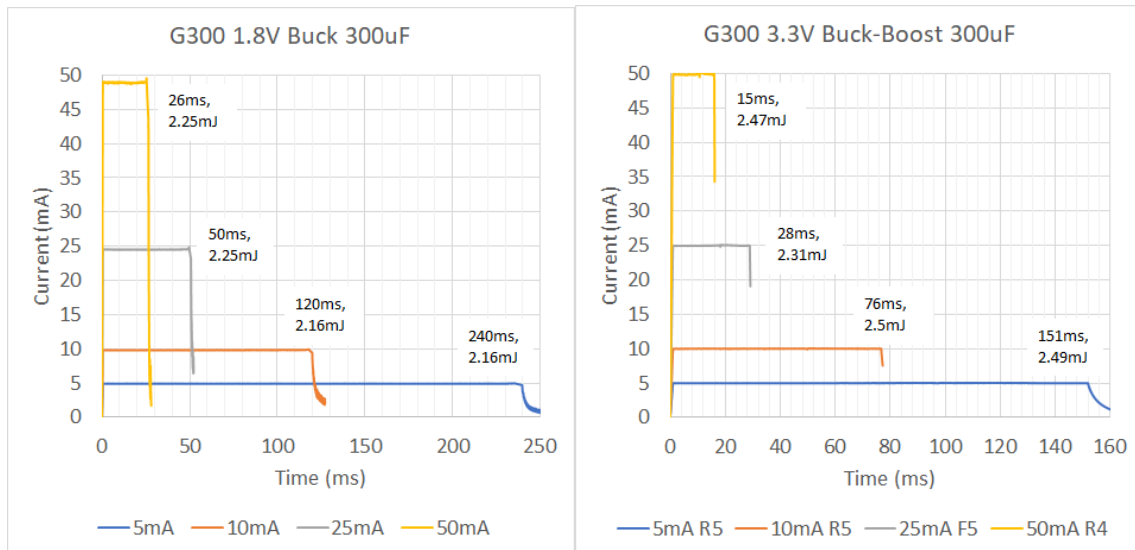 G300 1.8V Buck 300uF
50
45
40
35
30
25
20
15
10
5
0
Current (mA)
26ms,
2.25mJ
50ms,
2.25mJ
120ms,
2.16mJ
240ms,
2.16mJ
0
50
100
150
200
250
Time (ms)
5mA
10mA
25mA
50mA
G300 3.3V Buck-Boost 300uF
50
45
40
35
30
25
20
15
10
5
0
Current (mA)
15ms,
2.47mJ
28ms,
2.31mJ
76ms,
2.5mJ
151ms,
2.49mJ
0
20
40
60
80
100
120
140
160
Time (ms)
5mA R5
10mA R5
25mA F5
50mA R4